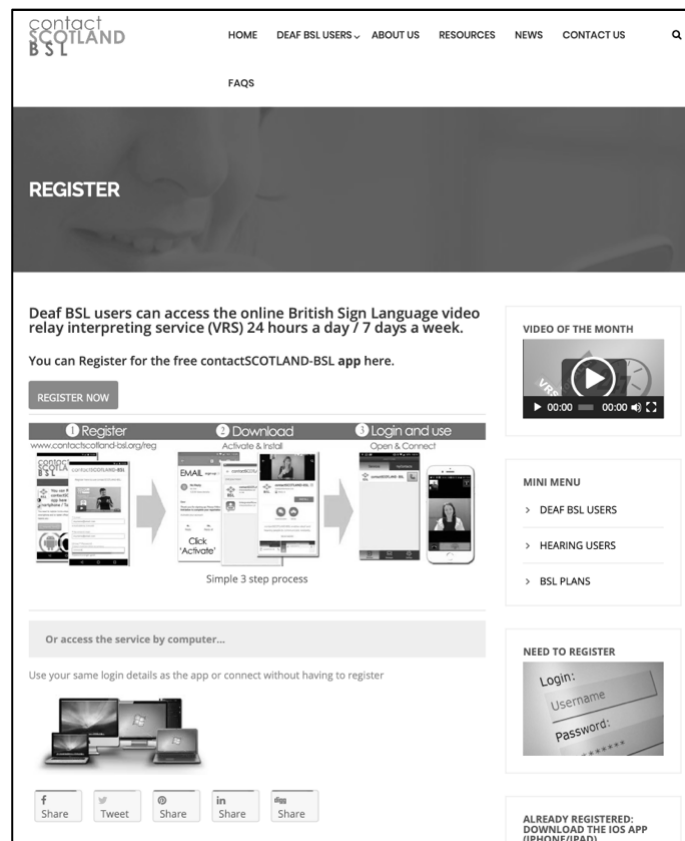 contact
SCOTLAND
BSL
HOME DEAF BSL USERS ABOUT US RESOURCES NEWS CONTACT US
FAQS
REGISTER
Deaf BSL users can access the online British Sign Language video
relay interpreting service (VRS) 24 hours a day / 7 days a week.
You can Register for the free contactSCOTLAND-BSL app here.
REGISTER NOW
1 Register 2 Download 3 Login and use
www.contactscotland-bsl.org/reg Activate & Install Open & Connect
EMAIL
Click
'Activate'
Simple 3 step process
Or access the service by computer...
Use your same login details as the app or connect without having to register
Share Tweet Share Share Share
VIDEO OF THE MONTH
VRS
00:00 00:00
MINI MENU
> DEAF BSL USERS
> HEARING USERS
> BSL PLANS
NEED TO REGISTER
Login:
Username
Password:
*******
ALREADY REGISTERED:
DOWNLOAD THE IOS APP
(IPHONE/IPAD)